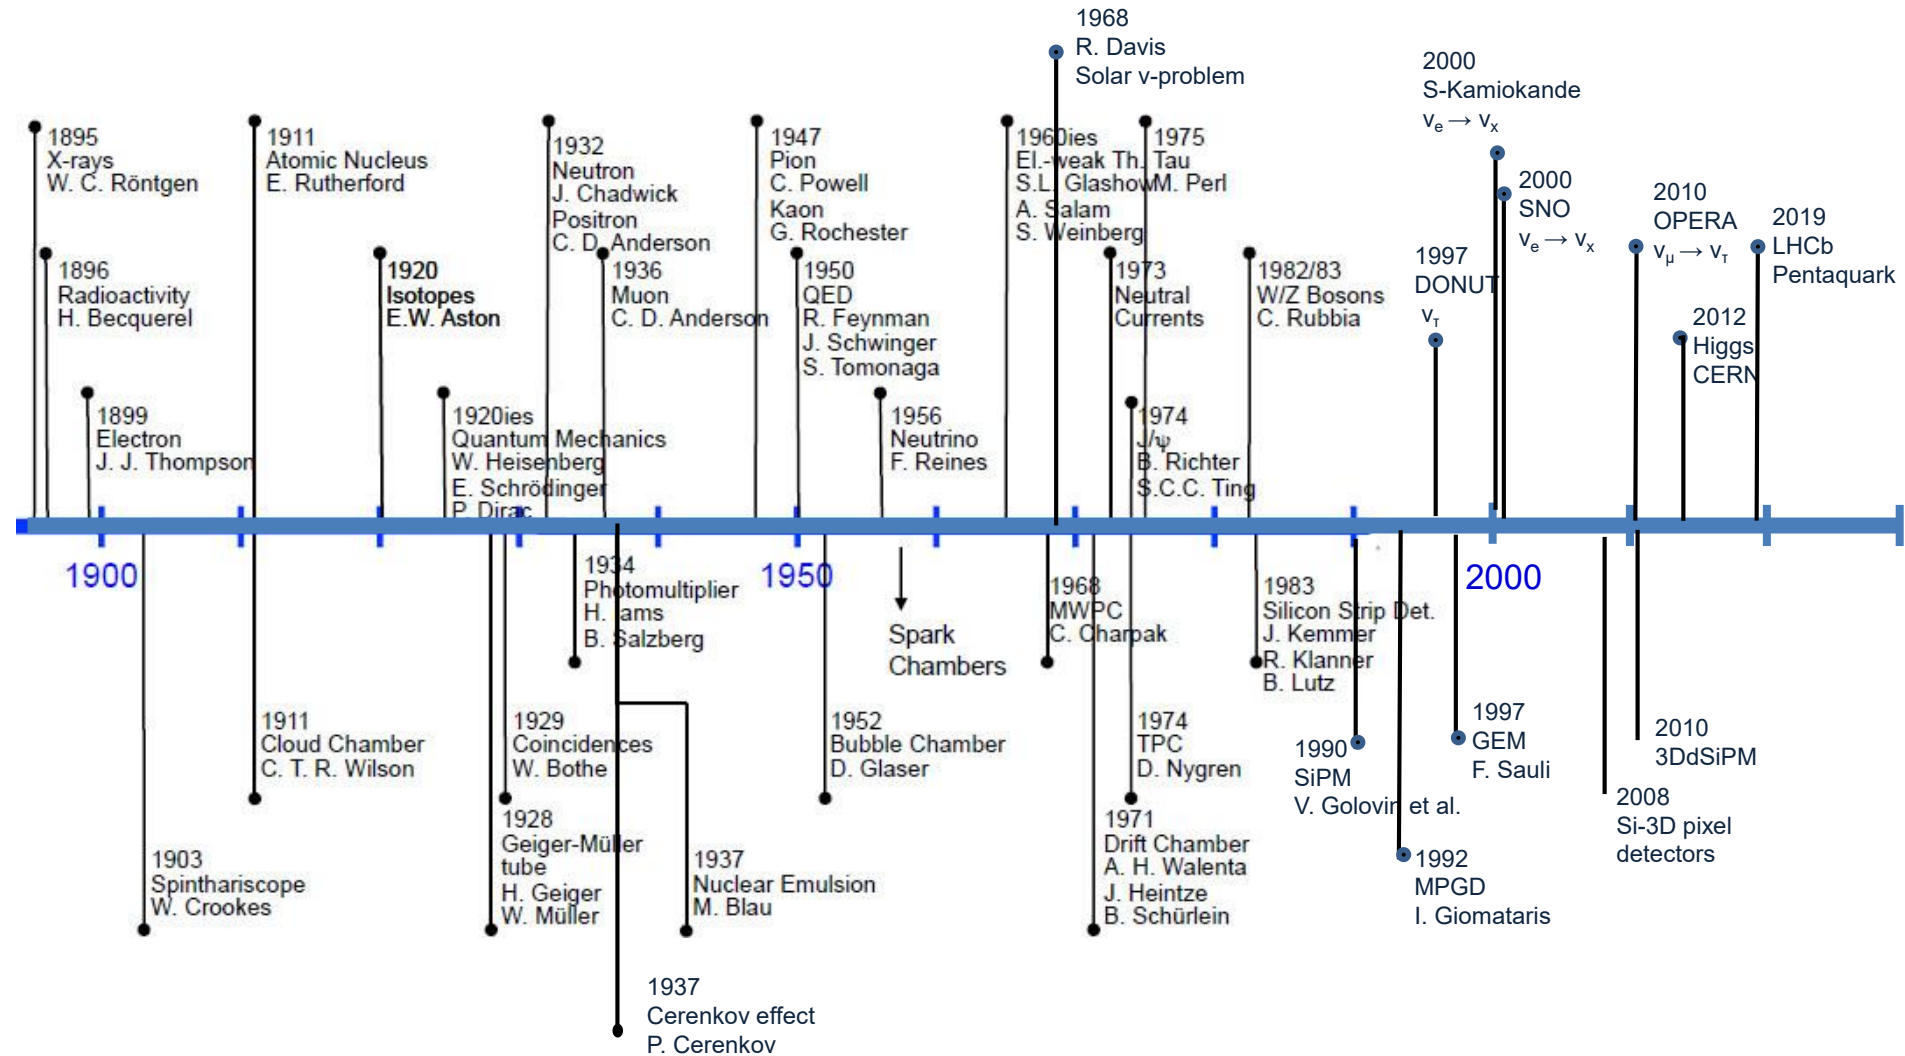 1968
R. Davis
Solar ν-problem
2000
S-Kamiokande
νe → νx
1895
X-rays
W. C. Röntgen
1911
Atomic Nucleus
E. Rutherford
1932
Neutron
J. Chadwick
Positron
C. D. Anderson
1947
Pion
C. Powell
Kaon
G. Rochester
1960ies
El.-weak Th.
S.L. Glashow
A. Salam
S. Weinberg
1975
Tau
M. Perl
2000
SNO
νe → νx
2010
OPERA
νμ → ντ
2019
LHCb
Pentaquark
1896
Radioactivity
H. Becquerel
1920
Isotopes
E.W. Aston
1936
Muon
C. D. Anderson
1950
QED
R. Feynman
J. Schwinger
S. Tomonaga
1973
Neutral
Currents
1982/83
W/Z Bosons
C. Rubbia
1997
DONUT
ντ
2012
Higgs
CERN
1899
Electron
J. J. Thompson
1920ies
Quantum Mechanics
W. Heisenberg
E. Schrödinger
P. Dirac
1956
Neutrino
F. Reines
1974
J/ψ
B. Richter
S.C.C. Ting
1900
1950
2000
1934
Photomultiplier
H. Iams
B. Salzberg
Spark
Chambers
1968
MWPC
C. Charpak
1983
Silicon Strip Det.
J. Kemmer
R. Klanner
B. Lutz
1911
Cloud Chamber
C. T. R. Wilson
1929
Coincidences
W. Bothe
1952
Bubble Chamber
D. Glaser
1974
TPC
D. Nygren
1990
SiPM
V. Golovin et al.
1997
GEM
F. Sauli
2010
3DdSiPM
1903
Spinthariscope
W. Crookes
1928
Geiger-Müller
tube
H. Geiger
W. Müller
1937
Nuclear Emulsion
M. Blau
1971
Drift Chamber
A. H. Walenta
J. Heintze
B. Schürlein
1992
MPGD
I. Giomataris
2008
Si-3D pixel
detectors
1937
Cerenkov effect
P. Cerenkov